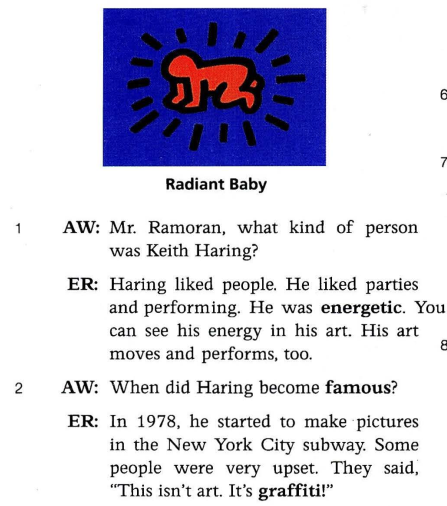 Radiant Baby
6
7
1 AW: Mr. Ramoran, what kind of person
was Keith Haring?
ER: Haring liked people. He liked parties
and performing. He was energetic. You
can see his energy in his art. His art
8
moves and performs, too.
2 AW: When did Haring become famous?
ER: In 1978, he started to make pictures
in the New York City subway. Some
people were very upset. They said,
"This isn't art. It's graffiti!"